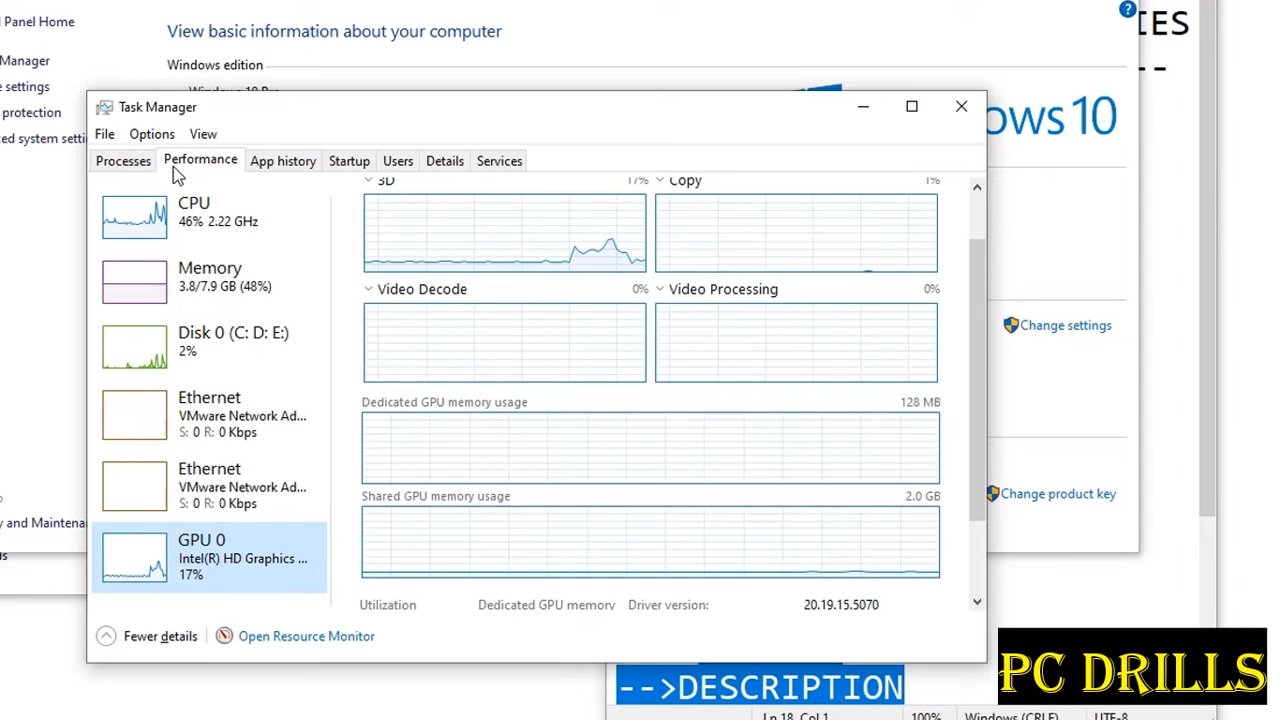 Panel Home
View basic information about your computer
IES
Manager
Windows edition
--
settings
Task Manager
ows 10
protection
File Options View
system setti
Processes Performance App history Startup Users Details Services
3D 17% Copy 1%
CPU
46% 2.22 GHz
Memory
3.8/7.9 GB (48%)
Video Decode 0% Video Processing 0%
Change settings
Disk 0 (C: D: E:)
2%
Ethernet
VMware Network Ad...
S: 0 R: 0 Kbps
Dedicated GPU memory usage 128 MB
Ethernet
VMware Network Ad...
S: 0 R: 0 Kbps
Shared GPU memory usage 2.0 GB
Change product key
y and Maintena
GPU 0
Intel(R) HD Graphics ...
17%
Utilization Dedicated GPU memory Driver version: 20.19.15.5070
Fewer details Open Resource Monitor
-->DESCRIPTION
PC DRILLS
Ln 18, Col 1 100% Windows (CRLF) UTF-8